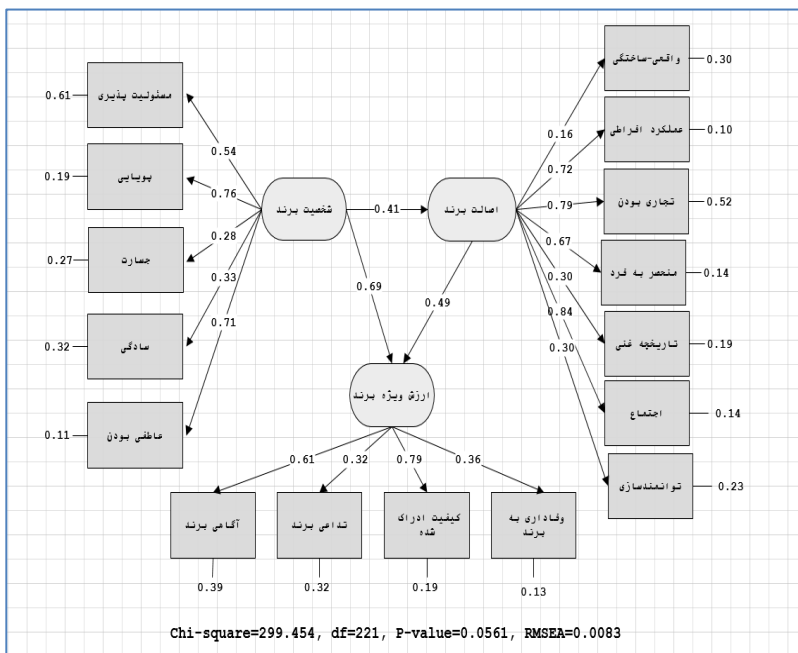 واقعی-ساختگی
0.30
مسئولیت پذیری
0.61
0.16
عملکرد افراطی
0.10
0.54
0.72
پویایی
0.19
0.76
شخصیت برند
0.41
اصالت برند
0.79
تجاری بودن
0.52
0.28
0.67
جسارت
0.27
منحصر به فرد
0.14
0.33
0.30
0.69
0.49
0.84
0.71
سادگی
0.32
0.30
تاریخچه غنی
0.19
ارزش ویژه برند
اجتماع
0.14
عاطفی بودن
0.11
0.61
0.32
0.79
0.36
توانمندسازی
0.23
آگاهی برند
تداعی برند
کیفیت ادراک
شده
وفاداری به
برند
0.39
0.32
0.19
0.13
Chi-square=299.454, df=221, P-value=0.0561, RMSEA=0.0083